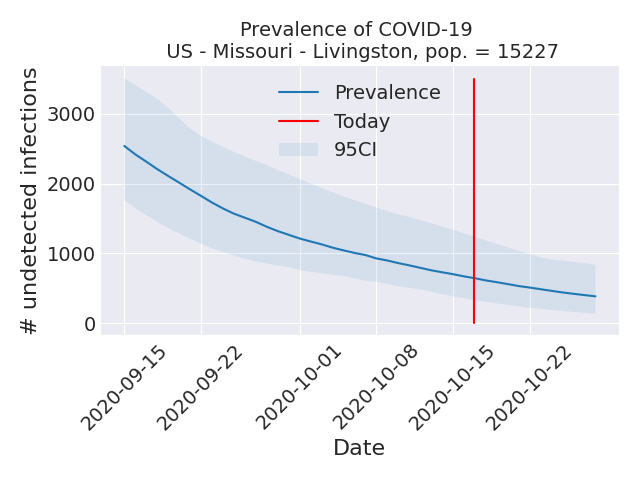 Prevalence of COVID-19
US - Missouri - Livingston, pop. = 15227
# undetected infections
3000
2000
1000
0
Prevalence
Today
95CI
2020-09-15
2020-09-22
2020-10-01
2020-10-08
2020-10-15
2020-10-22
Date